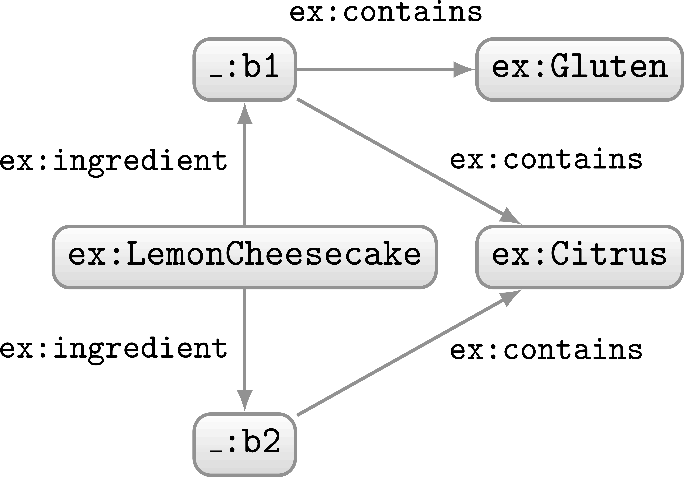 ex:contains
_:b1
ex:Gluten
ex:ingredient
ex:contains
ex:LemonCheesecake
ex:Citrus
ex:ingredient
ex:contains
_:b2